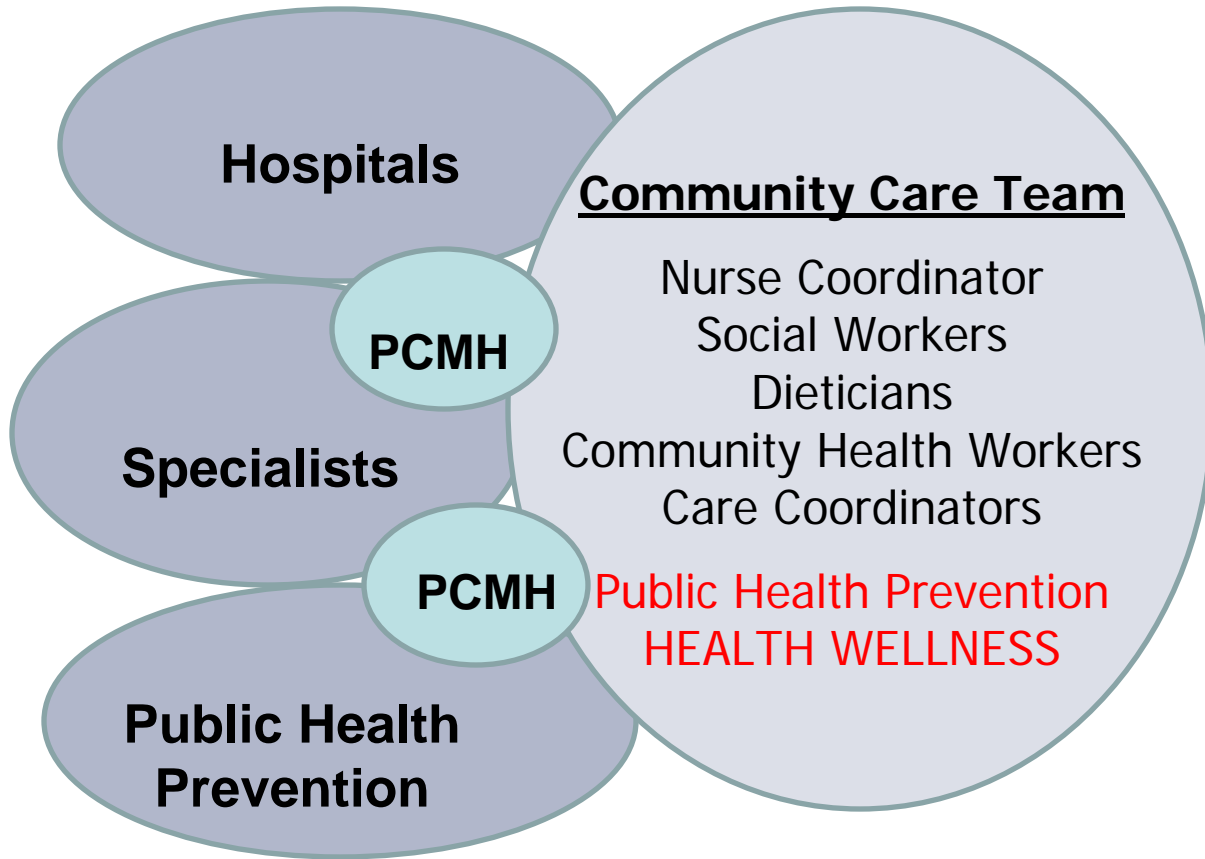 Hospitals
PCMH
Specialists
PCMH
Public Health
Prevention
Community Care Team
Nurse Coordinator
Social Workers
Dieticians
Community Health Workers
Care Coordinators
Public Health Prevention
HEALTH WELLNESS